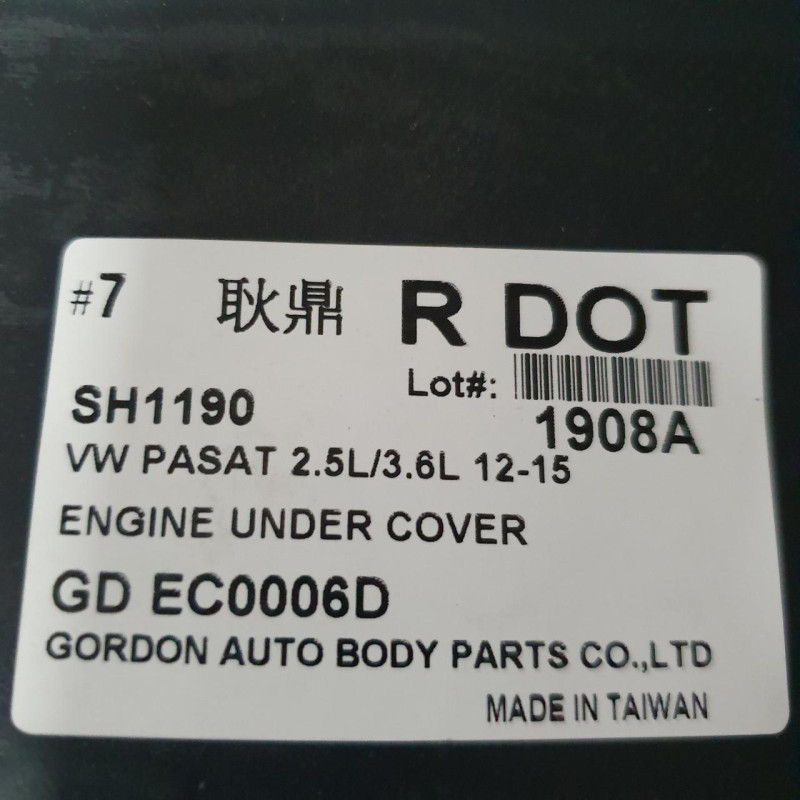 #7 耿鼎 R DOT
Lot#:
SH1190 1908A
VW PASAT 2.5L/3.6L 12-15
ENGINE UNDER COVER
GD EC0006D
GORDON AUTO BODY PARTS CO.,LTD
MADE IN TAIWAN